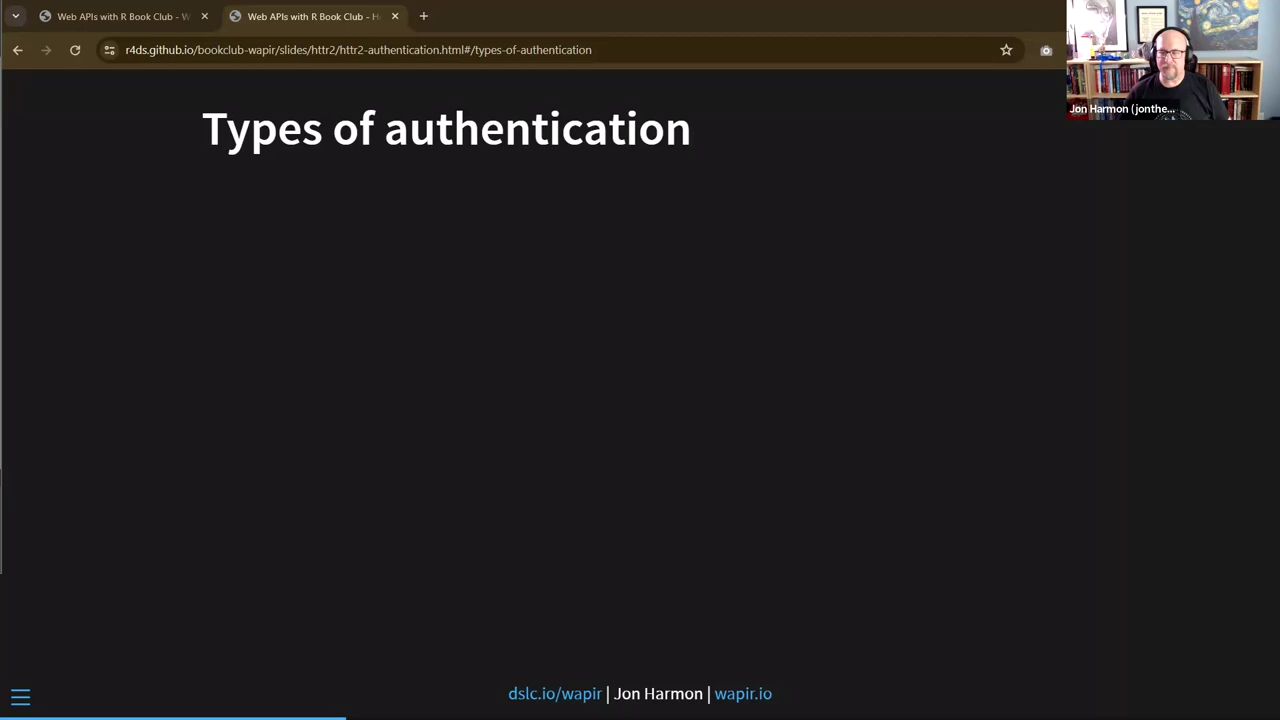 Web APIs with R Book Club - W
Web APIs with R Book Club - H
r4ds.github.io/bookclub-wapir/slides/httr2/httr2-authentication.html#/types-of-authentication
Jon Harmon (jonthe...
Types of authentication
dslc.io/wapir | Jon Harmon | wapir.io